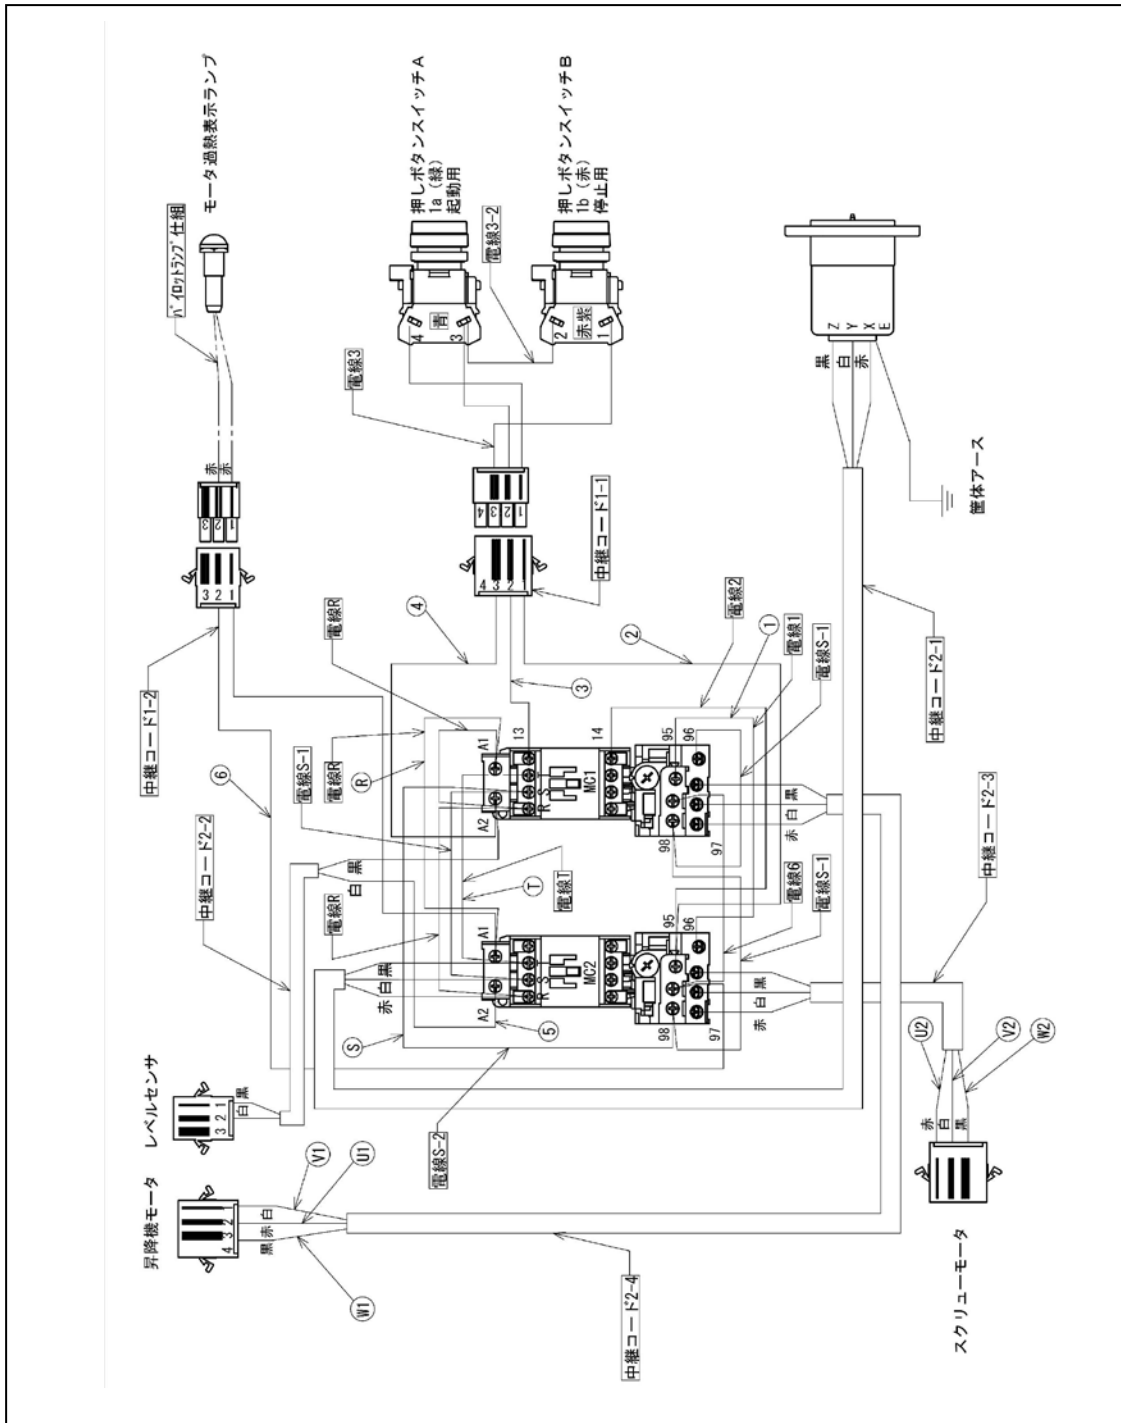 モータ過熱表示ランプ
パイロットランプ仕組
赤
赤
3
2
1
3
2
1
中継コード1-2
押しボタンスイッチA
1a (緑)
起動用
押しボタンスイッチB
1b (赤)
停止用
電線3-2
青
4
3
赤紫
2
1
電線3
4
3
2
1
4
3
2
1
中継コード1-1
Z
Y
X
E
黒
白
赤
筐体アース
中継コード2-1
4
電線R
3
2
電線2
1
電線1
電線S-1
6
電線S-1
電線R
R
A1
A2
13
14
R
S
MC1
95
96
98
97
黒
白
赤
中継コード2-2
黒
白
T
電線T
電線R
電線6
電線S-1
中継コード2-3
黒
白
赤
A1
A2
R
S
MC2
95
96
98
97
黒
白
赤
S
5
電線S-2
レベルセンサ
3
2
1
黒
白
昇降機モータ
4
3
2
1
白
赤
黒
V1
U1
W1
中継コード2-4
U2
V2
W2
赤
白
黒
スクリューモータ